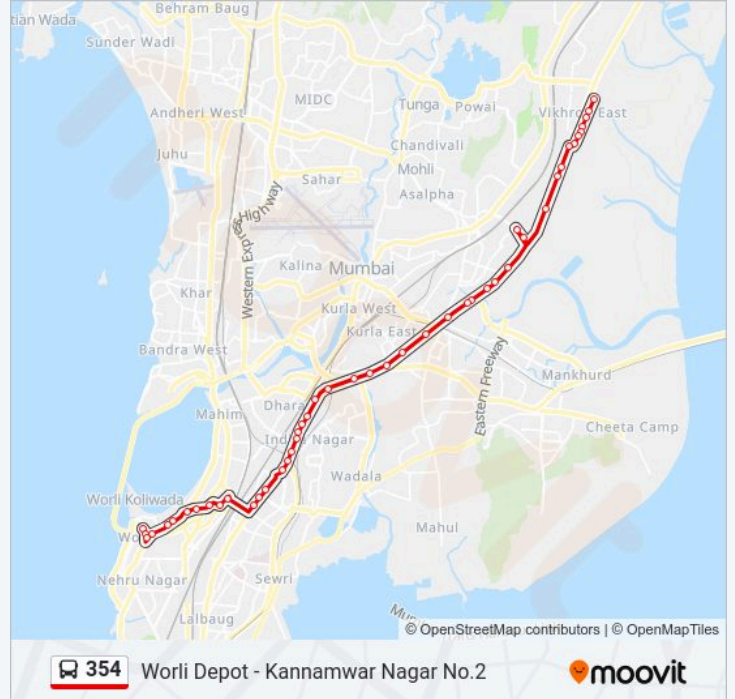 tian Wada
Behram Baug
Sunder Wadi
MIDC
Tunga
Powai
Vikhroli East
Andheri West
Chandivali
Juhu
Mohli
Sahar
Asalpha
Western Express Highway
Kalina
Mumbai
Khar
Kurla West
Kurla East
Bandra West
Eastern Freeway
Mankhurd
Mahim
Dhara
Nagar
Cheeta Camp
Wadala
Worli Koliwada
Mahul
Nehru Nagar
Sewri
Lalbaug
© OpenStreetMap contributors | © OpenMapTiles
354
Worli Depot - Kannamwar Nagar No.2
moovit